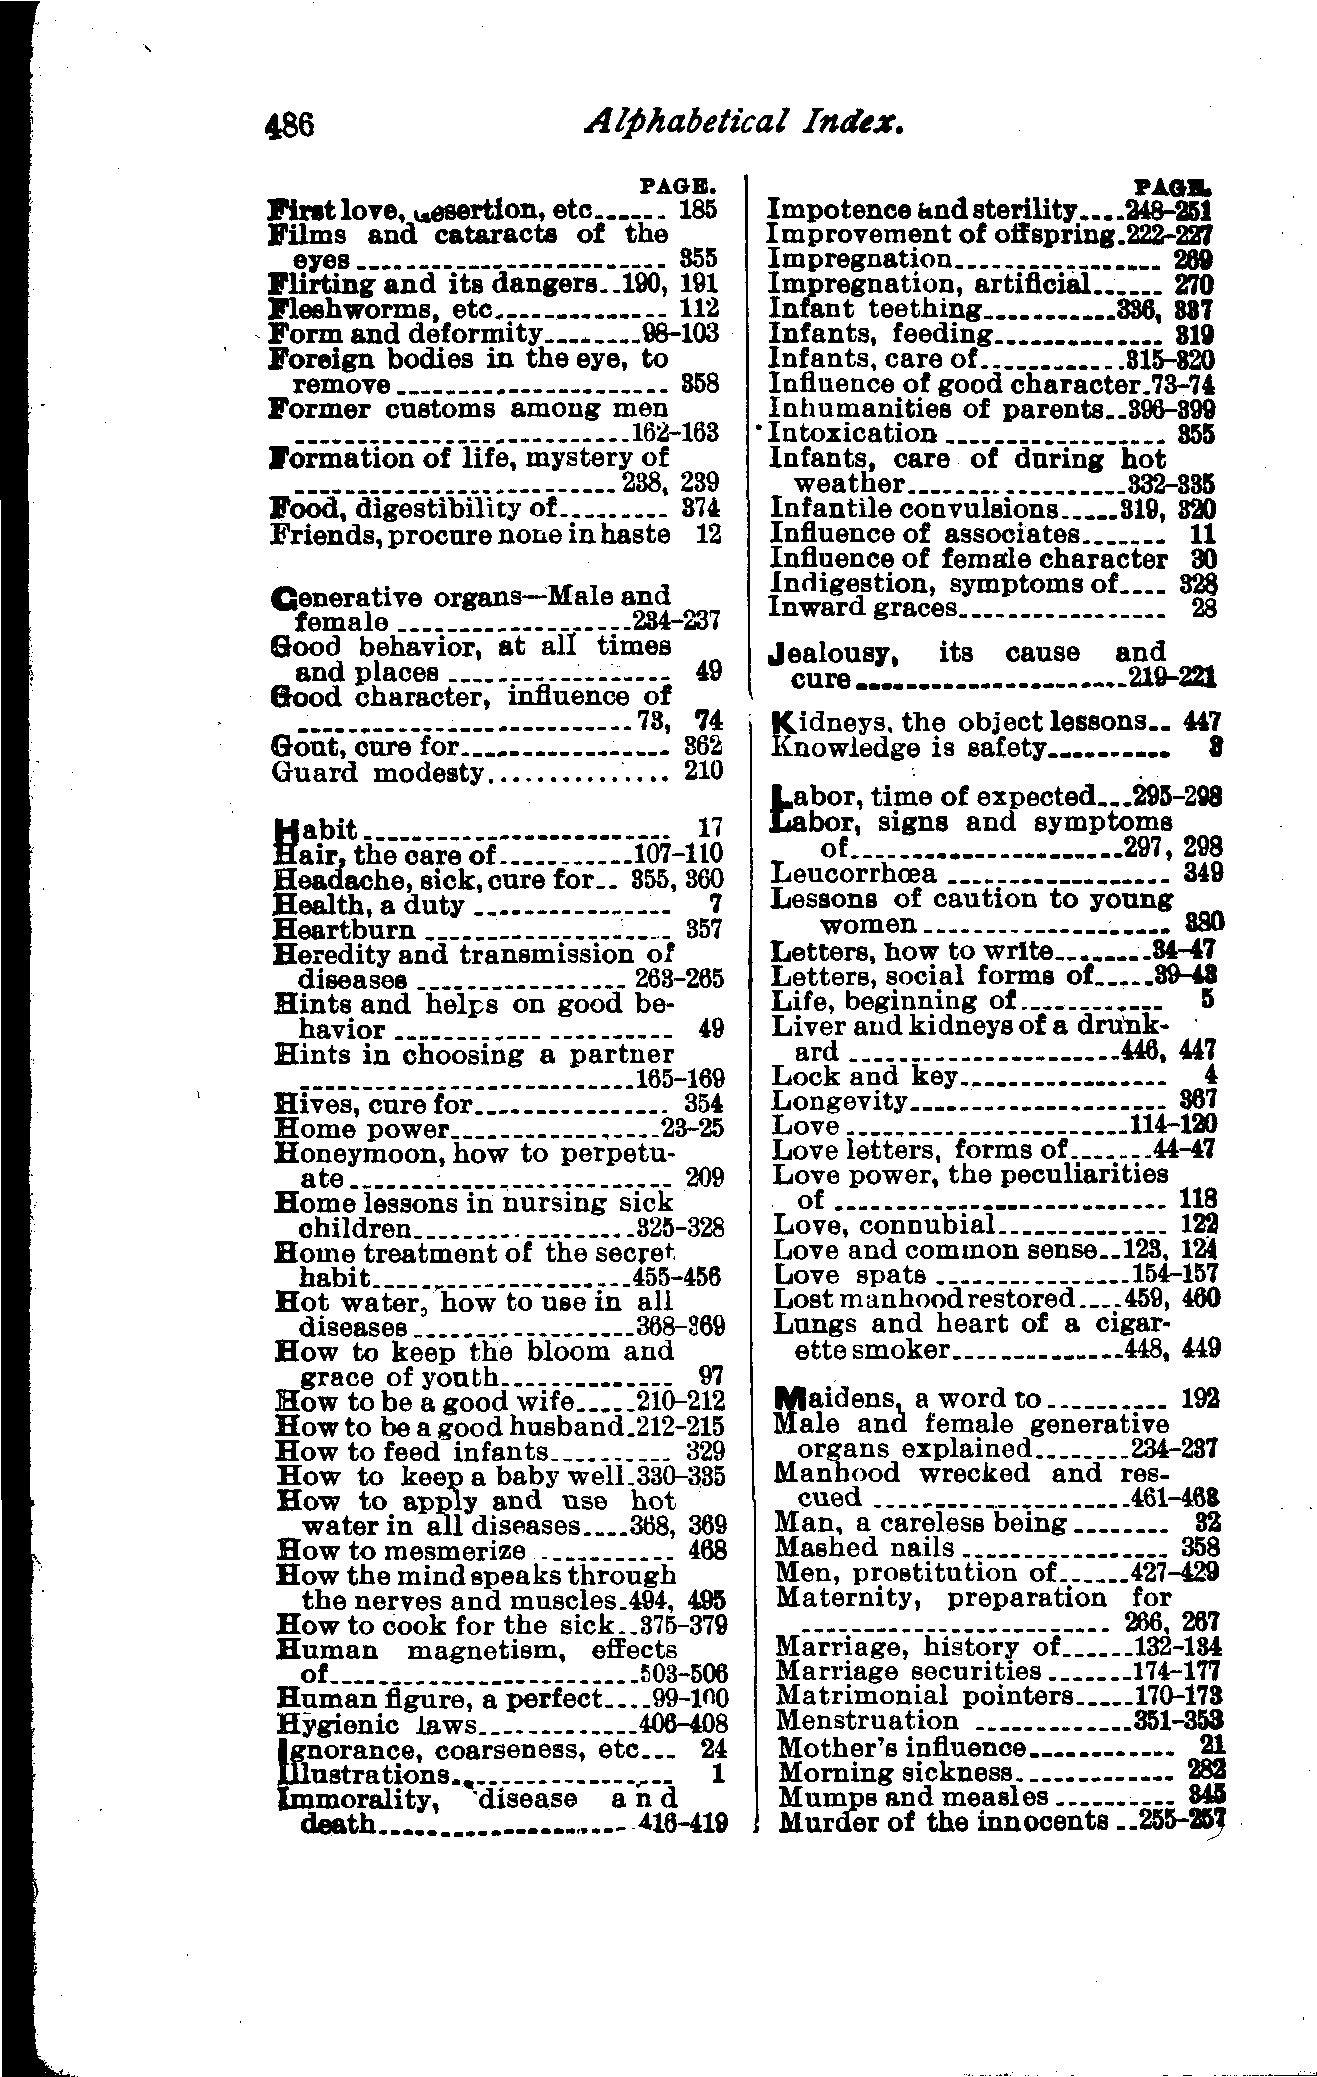 486 Alphabetical Index.
PAGE.
First love, desertion, etc...... 185
Films and cataracts of the
eyes ........................ 355
Flirting and its dangers..190, 191
Fleshworms, etc............... 112
Form and deformity........98-103
Foreign bodies in the eye, to
remove ..................... 358
Former customs among men
..........................162-163
Formation of life, mystery of
......................... 238, 239
Food, digestibility of......... 374
Friends, procure none in haste 12
Generative organs—Male and
female ...................234-237
Good behavior, at all times
and places .................. 49
Good character, influence of
.......................... 73, 74
Gout, cure for................. 362
Guard modesty............... 210
Habit ......................... 17
Hair, the care of...........107-110
Headache, sick, cure for.. 355, 360
Health, a duty ................ 7
Heartburn .................... 357
Heredity and transmission of
diseases ................. 263-265
Hints and helps on good be-
havior ...................... 49
Hints in choosing a partner
..........................165-169
Hives, cure for................ 354
Home power.................23-25
Honeymoon, how to perpetu-
ate.......................... 209
Home lessons in nursing sick
children..................325-328
Home treatment of the secret
habit.....................455-456
Hot water, how to use in all
diseases..................368-369
How to keep the bloom and
grace of youth.............. 97
How to be a good wife.....210-212
How to be a good husband.212-215
How to feed infants.......... 329
How to keep a baby well.330-335
How to apply and use hot
water in all diseases....368, 369
How to mesmerize ........... 468
How the mind speaks through
the nerves and muscles.494, 495
How to cook for the sick..375-379
Human magnetism, effects
of.........................503-506
Human figure, a perfect....99-100
Hygienic laws.............406-408
Ignorance, coarseness, etc... 24
Illustrations.................. 1
Immorality, disease and
death.....................416-419
PAGE.
Impotence and sterility....248-251
Improvement of offspring.222-227
Impregnation................. 269
Impregnation, artificial...... 270
Infant teething............336, 337
Infants, feeding.............. 319
Infants, care of............315-320
Influence of good character.73-74
Inhumanities of parents..396-399
Intoxication .................. 355
Infants, care of during hot
weather..................332-335
Infantile convulsions.....319, 320
Influence of associates....... 11
Influence of female character 30
Indigestion, symptoms of.... 328
Inward graces................. 28
Jealousy, its cause and
cure......................219-221
Kidneys, the object lessons.. 447
Knowledge is safety.......... 8
Labor, time of expected...295-298
Labor, signs and symptoms
of......................297, 298
Leucorrhœa .................. 349
Lessons of caution to young
women.................... 380
Letters, how to write........34-47
Letters, social forms of.....39-43
Life, beginning of............ 5
Liver and kidneys of a drunk-
ard ......................446, 447
Lock and key................. 4
Longevity..................... 367
Love.......................114-120
Love letters, forms of.......44-47
Love power, the peculiarities
of ........................... 118
Love, connubial.............. 122
Love and common sense..123, 124
Love spats ................154-157
Lost manhood restored....459, 460
Lungs and heart of a cigar-
ette smoker..............448, 449
Maidens, a word to.......... 192
Male and female generative
organs explained........234-237
Manhood wrecked and res-
cued .....................461-468
Man, a careless being........ 32
Mashed nails................. 358
Men, prostitution of......427-429
Maternity, preparation for
......................... 266, 267
Marriage, history of......132-134
Marriage securities.......174-177
Matrimonial pointers.....170-173
Menstruation .............351-353
Mother's influence............ 21
Morning sickness............. 282
Mumps and measles.......... 345
Murder of the innocents ..255-257